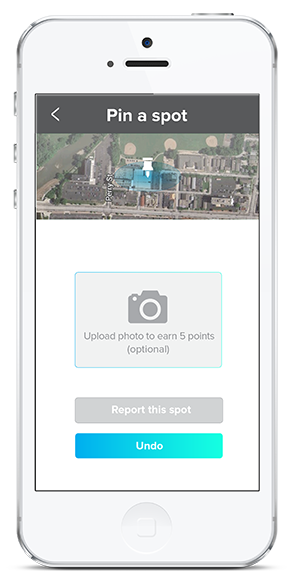 Pin a spot
Perry St
Upload photo to earn 5 points
(optional)
Report this spot
Undo